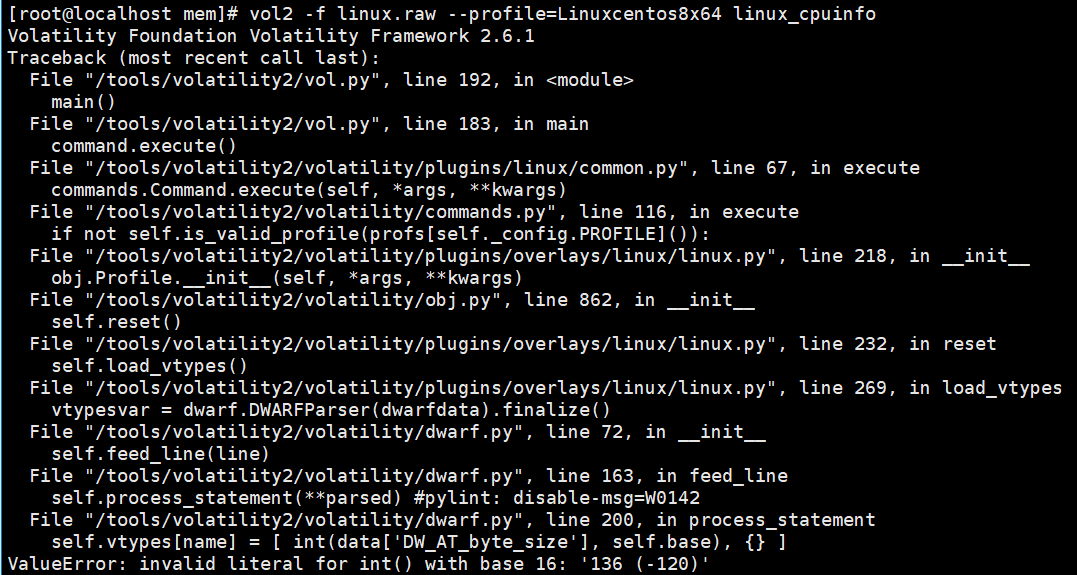 [root@localhost mem]# vol2 -f linux.raw --profile=Linuxcentos8x64 linux_cpuinfo
Volatility Foundation Volatility Framework 2.6.1
Traceback (most recent call last):
  File "/tools/volatility2/vol.py", line 192, in <module>
    main()
  File "/tools/volatility2/vol.py", line 183, in main
    command.execute()
  File "/tools/volatility2/volatility/plugins/linux/common.py", line 67, in execute
    commands.Command.execute(self, *args, **kwargs)
  File "/tools/volatility2/volatility/commands.py", line 116, in execute
    if not self.is_valid_profile(profs[self._config.PROFILE]()):
  File "/tools/volatility2/volatility/plugins/overlays/linux/linux.py", line 218, in __init__
    obj.Profile.__init__(self, *args, **kwargs)
  File "/tools/volatility2/volatility/obj.py", line 862, in __init__
    self.reset()
  File "/tools/volatility2/volatility/plugins/overlays/linux/linux.py", line 232, in reset
    self.load_vtypes()
  File "/tools/volatility2/volatility/plugins/overlays/linux/linux.py", line 269, in load_vtypes
    vtypesvar = dwarf.DWARFParser(dwarfdata).finalize()
  File "/tools/volatility2/volatility/dwarf.py", line 72, in __init__
    self.feed_line(line)
  File "/tools/volatility2/volatility/dwarf.py", line 163, in feed_line
    self.process_statement(**parsed) #pylint: disable-msg=W0142
  File "/tools/volatility2/volatility/dwarf.py", line 200, in process_statement
    self.vtypes[name] = [ int(data['DW_AT_byte_size'], self.base), {} ]
ValueError: invalid literal for int() with base 16: '136 (-120)'